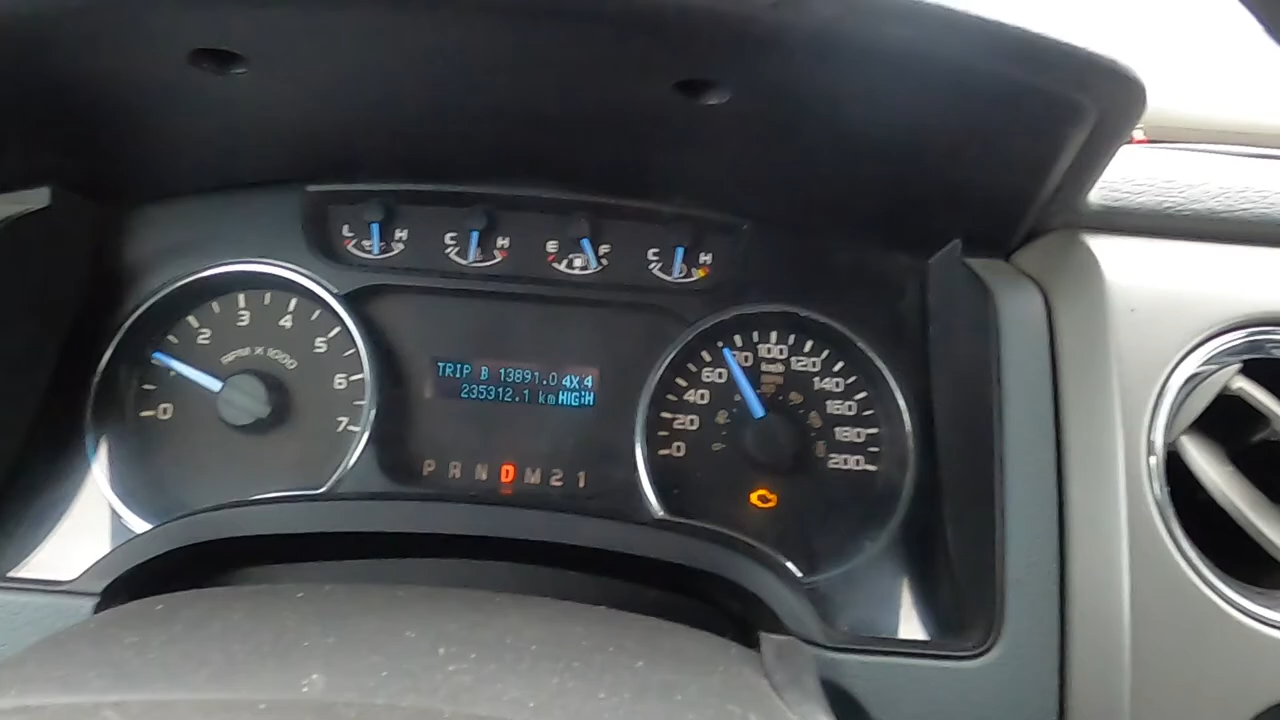 L H
C H
E F
C H
0 2 3 4 5 6 7
RPM X 1000
TRIP B 13891.0 4X4
235312.1 km HIGH
P R N D M 2 1
0 20 40 60 80 100 120 140 160 180 200
km/h